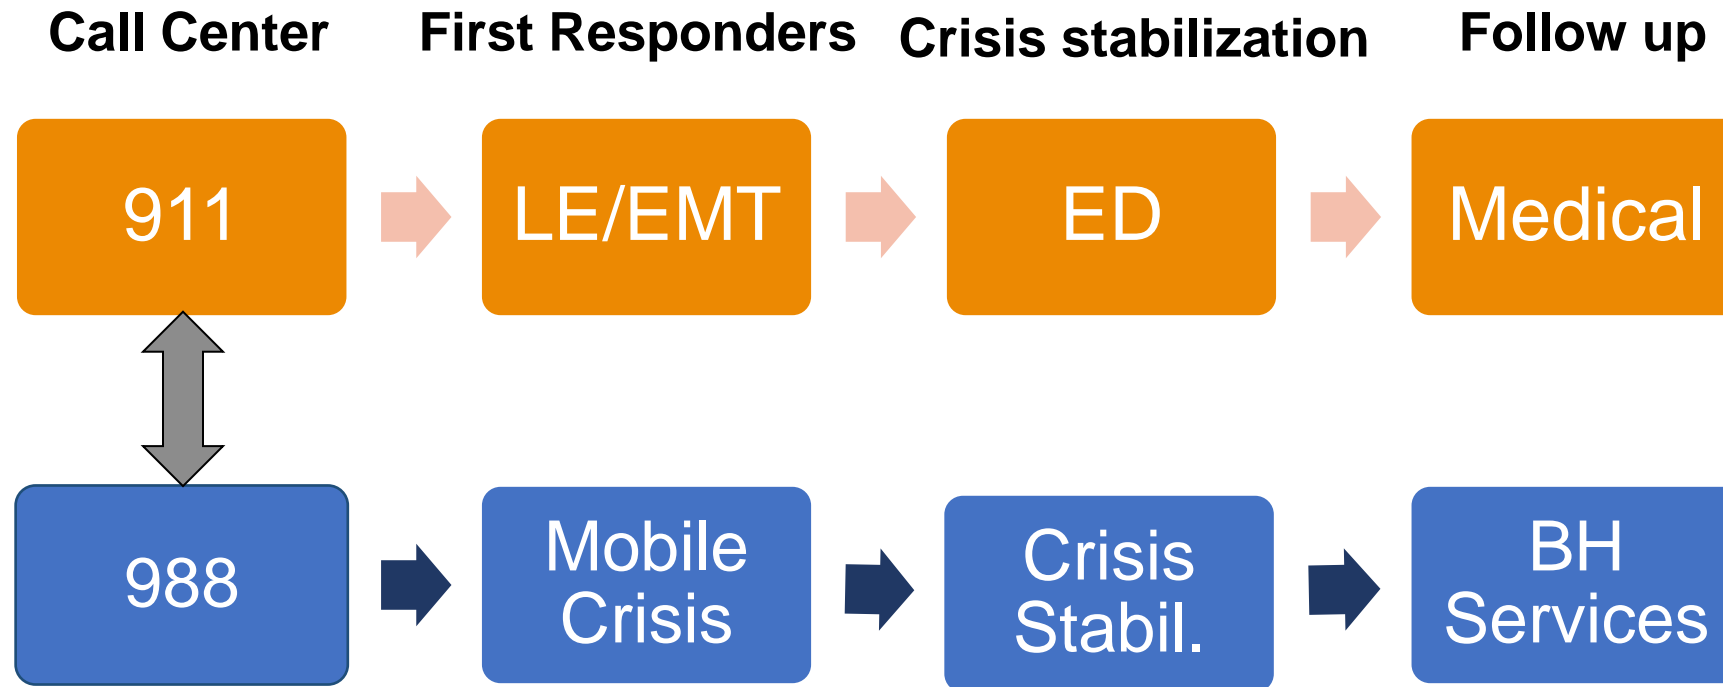 Call Center
First Responders
Crisis stabilization
Follow up
911
LE/EMT
ED
Medical
988
Mobile
Crisis
Crisis
Stabil.
BH
Services